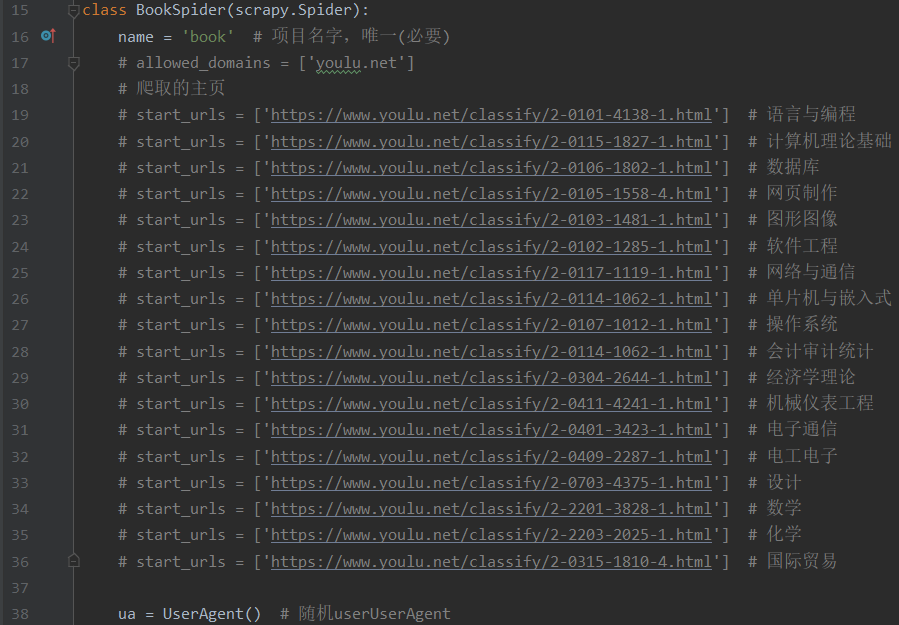 15 class BookSpider(scrapy.Spider):
16 name = 'book' # 项目名字，唯一(必要)
17 # allowed_domains = ['youlu.net']
18 # 爬取的主页
19 # start_urls = ['https://www.youlu.net/classify/2-0101-4138-1.html'] # 语言与编程
20 # start_urls = ['https://www.youlu.net/classify/2-0115-1827-1.html'] # 计算机理论基础
21 # start_urls = ['https://www.youlu.net/classify/2-0106-1802-1.html'] # 数据库
22 # start_urls = ['https://www.youlu.net/classify/2-0105-1558-4.html'] # 网页制作
23 # start_urls = ['https://www.youlu.net/classify/2-0103-1481-1.html'] # 图形图像
24 # start_urls = ['https://www.youlu.net/classify/2-0102-1285-1.html'] # 软件工程
25 # start_urls = ['https://www.youlu.net/classify/2-0117-1119-1.html'] # 网络与通信
26 # start_urls = ['https://www.youlu.net/classify/2-0114-1062-1.html'] # 单片机与嵌入式
27 # start_urls = ['https://www.youlu.net/classify/2-0107-1012-1.html'] # 操作系统
28 # start_urls = ['https://www.youlu.net/classify/2-0114-1062-1.html'] # 会计审计统计
29 # start_urls = ['https://www.youlu.net/classify/2-0304-2644-1.html'] # 经济学理论
30 # start_urls = ['https://www.youlu.net/classify/2-0411-4241-1.html'] # 机械仪表工程
31 # start_urls = ['https://www.youlu.net/classify/2-0401-3423-1.html'] # 电子通信
32 # start_urls = ['https://www.youlu.net/classify/2-0409-2287-1.html'] # 电工电子
33 # start_urls = ['https://www.youlu.net/classify/2-0703-4375-1.html'] # 设计
34 # start_urls = ['https://www.youlu.net/classify/2-2201-3828-1.html'] # 数学
35 # start_urls = ['https://www.youlu.net/classify/2-2203-2025-1.html'] # 化学
36 # start_urls = ['https://www.youlu.net/classify/2-0315-1810-4.html'] # 国际贸易
37
38 ua = UserAgent() # 随机userUserAgent